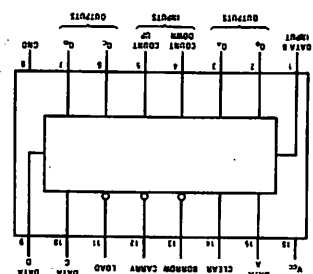 VCC DATA A CLEAR BORROW CARRY LOAD DATA C DATA D
16 15 14 13 12 11 10 9
1 2 3 4 5 6 7 8
DATA B INPUT QB QA COUNT DOWN COUNT UP QC QD GND
OUTPUTS INPUTS OUTPUTS